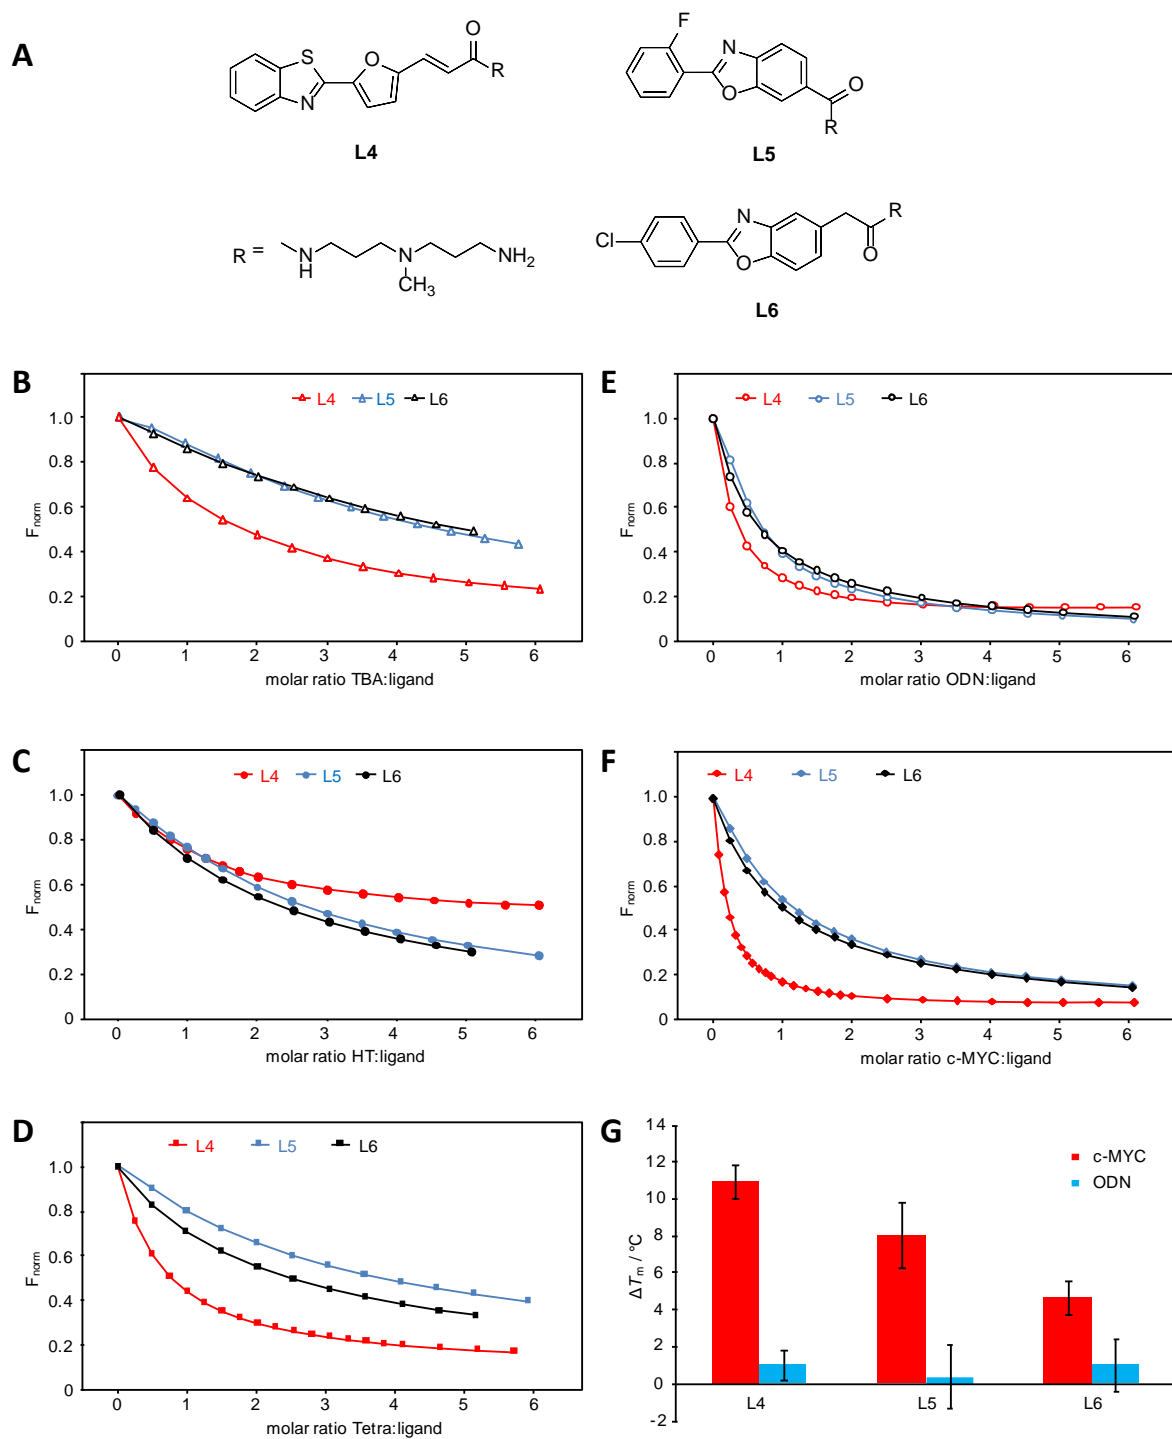 A
S
N
O
O
R
L4
F
N
O
O
R
L5
R =
N
H
N
CH3
NH2
Cl
N
O
R
O
L6
B
L4 L5 L6
Fnorm
1.0
0.8
0.6
0.4
0.2
0
0 1 2 3 4 5 6
molar ratio TBA:ligand
E
L4 L5 L6
Fnorm
1.0
0.8
0.6
0.4
0.2
0
0 1 2 3 4 5 6
molar ratio ODN:ligand
C
L4 L5 L6
Fnorm
1.0
0.8
0.6
0.4
0.2
0
0 1 2 3 4 5 6
molar ratio HT:ligand
F
L4 L5 L6
Fnorm
1.0
0.8
0.6
0.4
0.2
0
0 1 2 3 4 5 6
molar ratio c-MYC:ligand
D
L4 L5 L6
Fnorm
1.0
0.8
0.6
0.4
0.2
0
0 1 2 3 4 5 6
molar ratio Tetra:ligand
G
c-MYC
ODN
ΔTm / °C
14
12
10
8
6
4
2
0
-2
L4 L5 L6